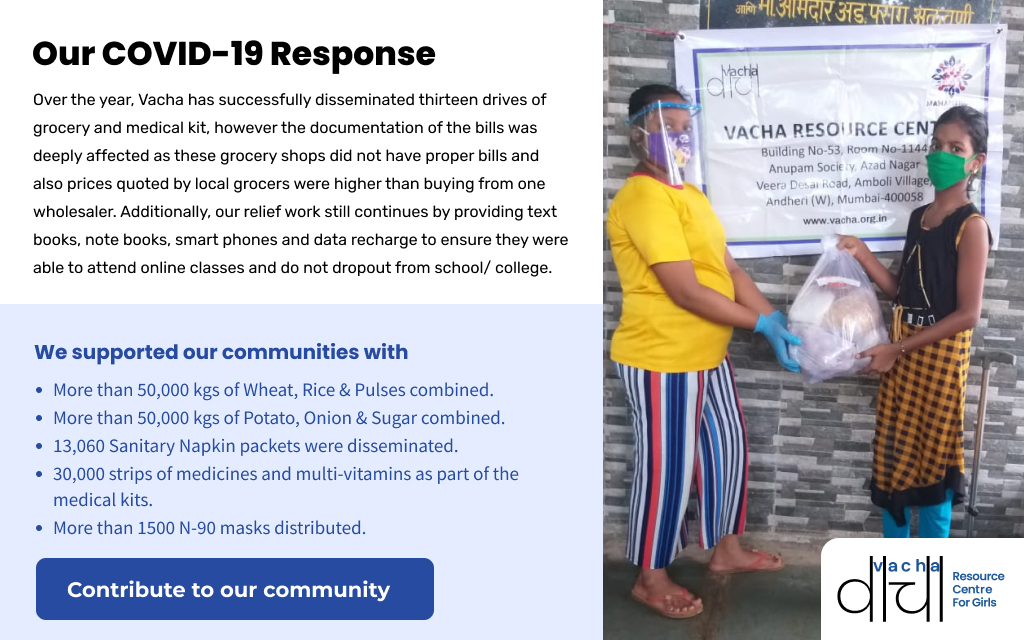 Our COVID-19 Response
Over the year, Vacha has successfully disseminated thirteen drives of
grocery and medical kit, however the documentation of the bills was
deeply affected as these grocery shops did not have proper bills and
also prices quoted by local grocers were higher than buying from one
wholesaler. Additionally, our relief work still continues by providing text
books, note books, smart phones and data recharge to ensure they were
able to attend online classes and do not dropout from school/ college.
We supported our communities with
• More than 50,000 kgs of Wheat, Rice & Pulses combined.
• More than 50,000 kgs of Potato, Onion & Sugar combined.
• 13,060 Sanitary Napkin packets were disseminated.
• 30,000 strips of medicines and multi-vitamins as part of the
medical kits.
• More than 1500 N-90 masks distributed.
Contribute to our community
आणि मा.आमदार अ‍ॅड.पराग अळवणी
vacha
वाचा
VACHA RESOURCE CENT
Building No-53, Room No-1144
Anupam Society, Azad Nagar
Veera Desai Road, Amboli Village,
Andheri (W), Mumbai-400058
www.vacha.org.in
vacha
वाचा
Resource
Centre
For Girls